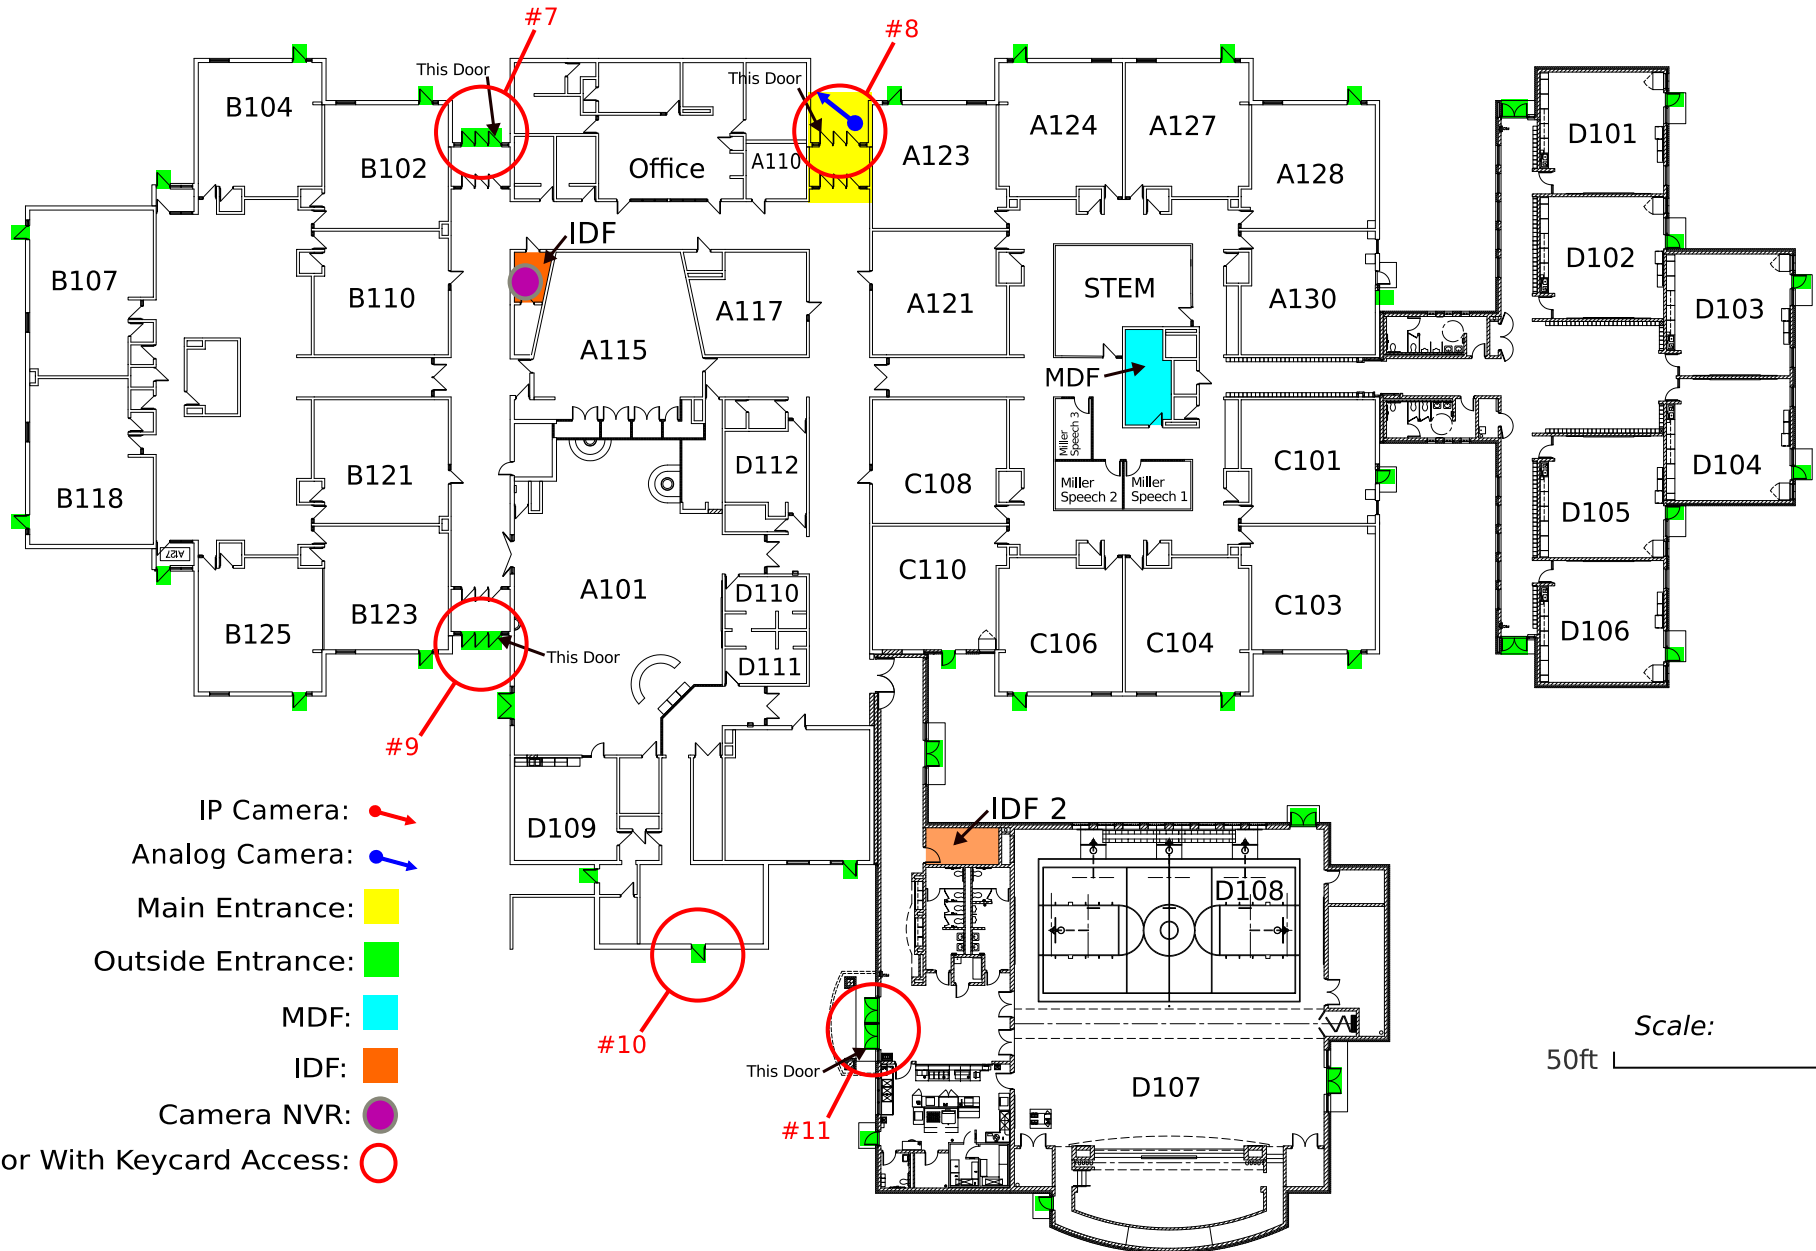 #7
#8
This Door
This Door
B104
B102
Office
A110
A123
A124
A127
A128
D101
IDF
B107
B110
A115
A117
A121
STEM
A130
D102
D103
MDF
B118
B121
D112
C108
Miller
Speech 3
Miller
Speech 2
Miller
Speech 1
C101
D104
D105
A127
B125
B123
A101
D110
D111
C110
C106
C104
C103
D106
This Door
#9
IP Camera:
Analog Camera:
Main Entrance:
Outside Entrance:
MDF:
IDF:
Camera NVR:
or With Keycard Access:
D109
IDF 2
D108
#10
This Door
#11
D107
Scale:
50ft